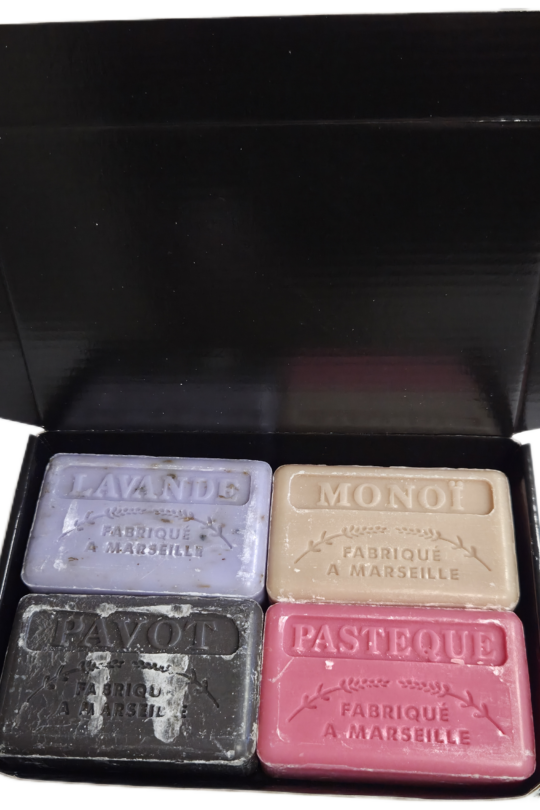 LAVANDE
FABRIQUÉ
A MARSEILLE
MONOÏ
FABRIQUÉ
A MARSEILLE
PAVOT
FABRIQUÉ
A MARSEILLE
PASTEQUE
FABRIQUÉ
A MARSEILLE